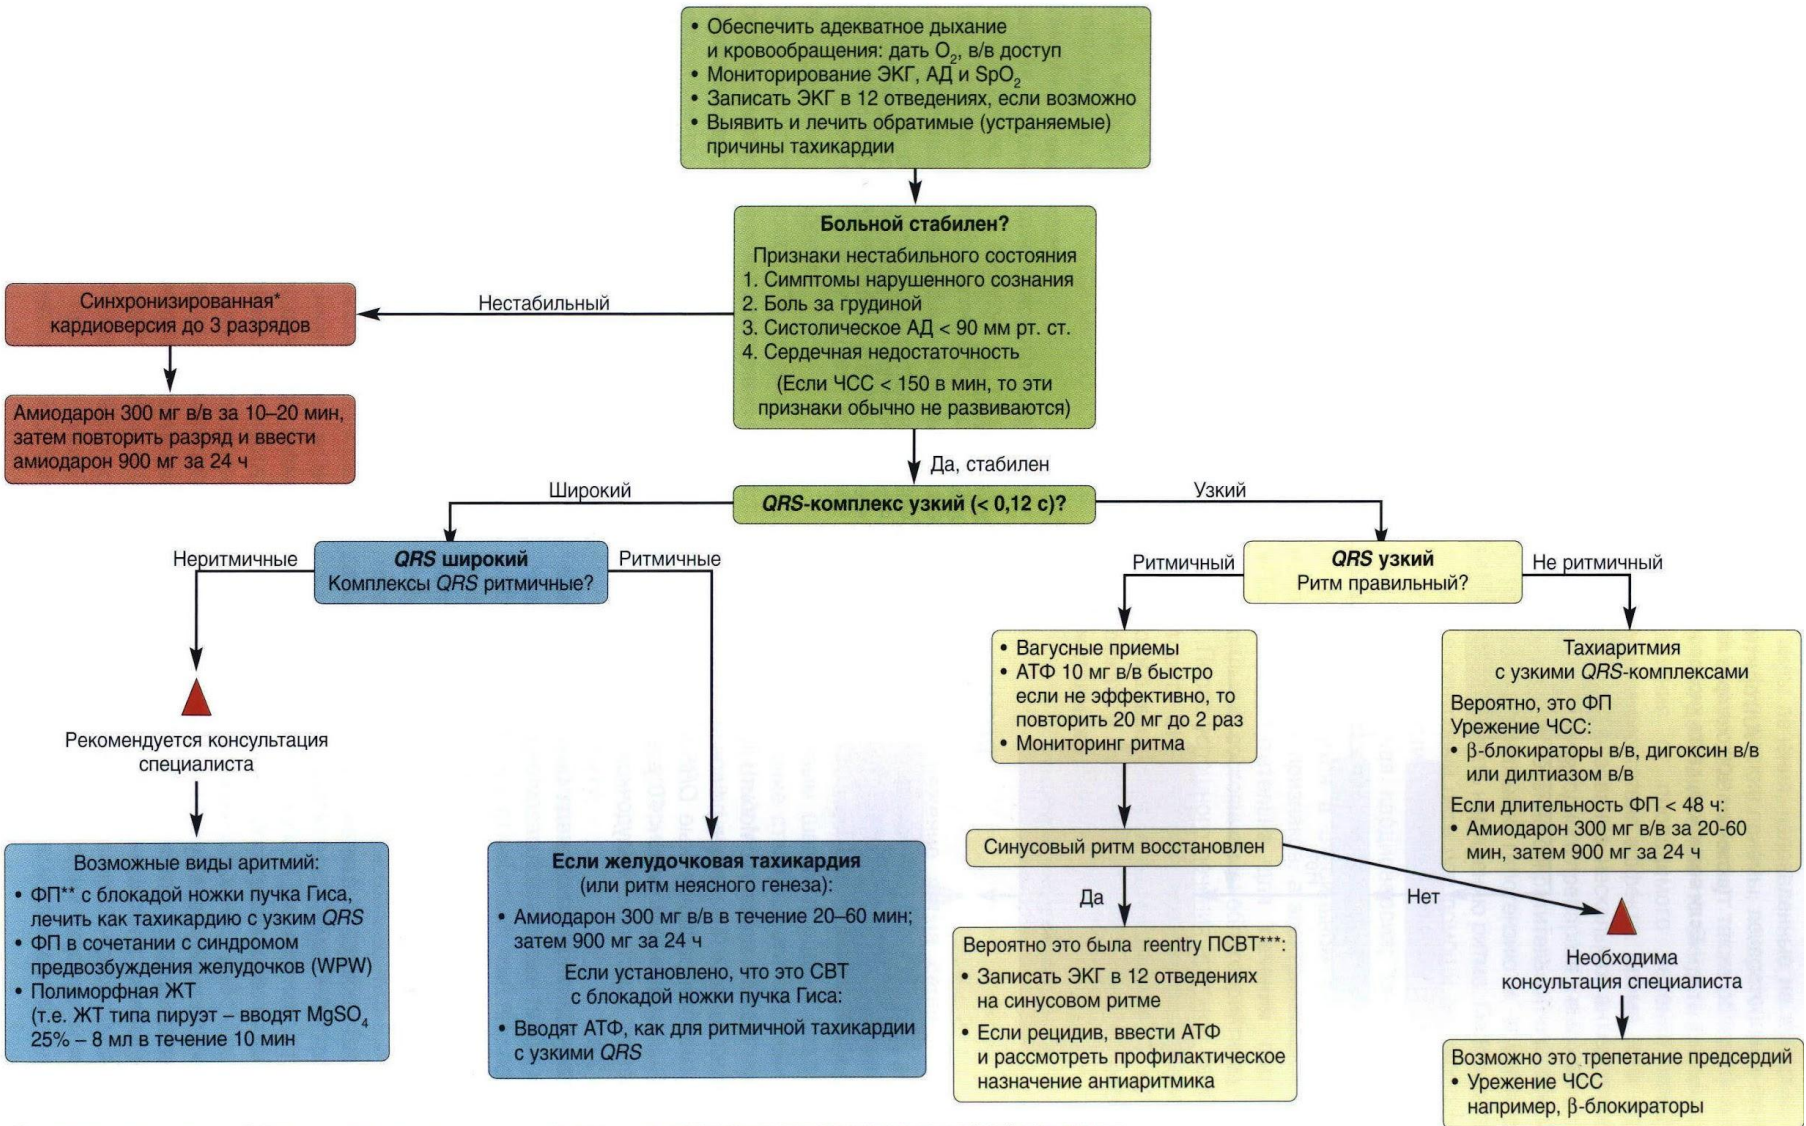 • Обеспечить адекватное дыхание
и кровообращения: дать O₂, в/в доступ
• Мониторирование ЭКГ, АД и SpO₂
• Записать ЭКГ в 12 отведениях, если возможно
• Выявить и лечить обратимые (устраняемые)
причины тахикардии
Больной стабилен?
Признаки нестабильного состояния
1. Симптомы нарушенного сознания
2. Боль за грудиной
3. Систолическое АД < 90 мм рт. ст.
4. Сердечная недостаточность
(Если ЧСС < 150 в мин, то эти
признаки обычно не развиваются)
Нестабильный
Синхронизированная*
кардиоверсия до 3 разрядов
Амиодарон 300 мг в/в за 10–20 мин,
затем повторить разряд и ввести
амиодарон 900 мг за 24 ч
Да, стабилен
Широкий
QRS-комплекс узкий (< 0,12 с)?
Узкий
Неритмичные
QRS широкий
Комплексы QRS ритмичные?
Ритмичные
Рекомендуется консультация
специалиста
Возможные виды аритмий:
• ФП** с блокадой ножки пучка Гиса,
лечить как тахикардию с узким QRS
• ФП в сочетании с синдромом
предвозбуждения желудочков (WPW)
• Полиморфная ЖТ
(т.е. ЖТ типа пируэт – вводят MgSO₄
25% – 8 мл в течение 10 мин
Если желудочковая тахикардия
(или ритм неясного генеза):
• Амиодарон 300 мг в/в в течение 20–60 мин;
затем 900 мг за 24 ч
Если установлено, что это СВТ
с блокадой ножки пучка Гиса:
• Вводят АТФ, как для ритмичной тахикардии
с узкими QRS
Ритмичный
QRS узкий
Ритм правильный?
Не ритмичный
• Вагусные приемы
• АТФ 10 мг в/в быстро
если не эффективно, то
повторить 20 мг до 2 раз
• Мониторинг ритма
Тахиаритмия
с узкими QRS-комплексами
Вероятно, это ФП
Урежение ЧСС:
• β-блокираторы в/в, дигоксин в/в
или дилтиазом в/в
Если длительность ФП < 48 ч:
• Амиодарон 300 мг в/в за 20-60
мин, затем 900 мг за 24 ч
Синусовый ритм восстановлен
Да
Нет
Вероятно это была reentry ПСВТ***:
• Записать ЭКГ в 12 отведениях
на синусовом ритме
• Если рецидив, ввести АТФ
и рассмотреть профилактическое
назначение антиаритмика
Необходима
консультация специалиста
Возможно это трепетание предсердий
• Урежение ЧСС
например, β-блокираторы